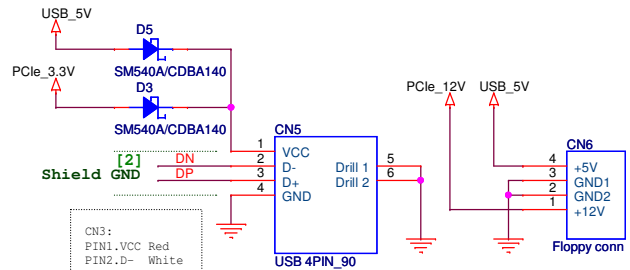 USB_5V
D5
SM540A/CDBA140
PCIe_3.3V
D3
SM540A/CDBA140
PCIe_12V
USB_5V
CN5
1
VCC
[2]
DN
2
D-
Shield GND
DP
3
D+
4
GND
Drill 1
5
Drill 2
6
USB 4PIN_90
CN6
4
+5V
3
GND1
2
GND2
1
+12V
Floppy conn
CN3:
PIN1.VCC Red
PIN2.D- White